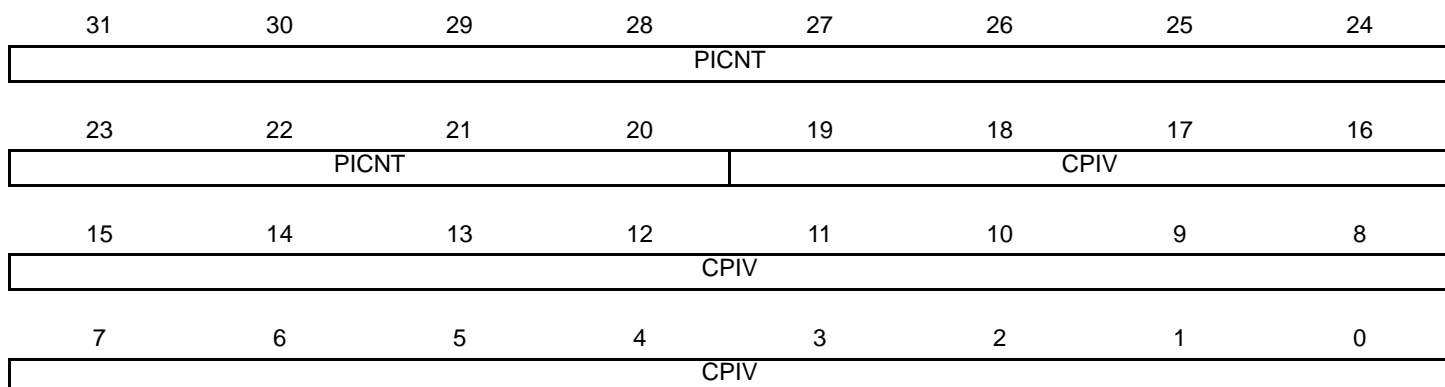 31 30 29 28 27 26 25 24
PICNT
23 22 21 20 19 18 17 16
PICNT CPIV
15 14 13 12 11 10 9 8
CPIV
7 6 5 4 3 2 1 0
CPIV